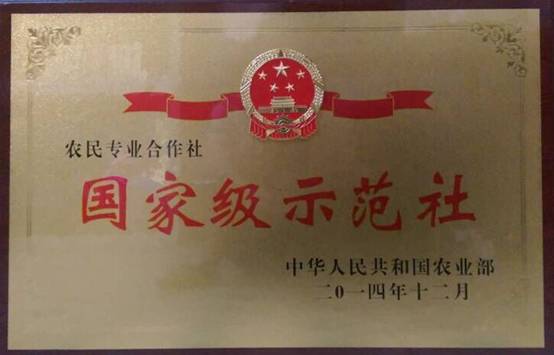 农民专业合作社
国家级示范社
中华人民共和国农业部
二0一四年十二月